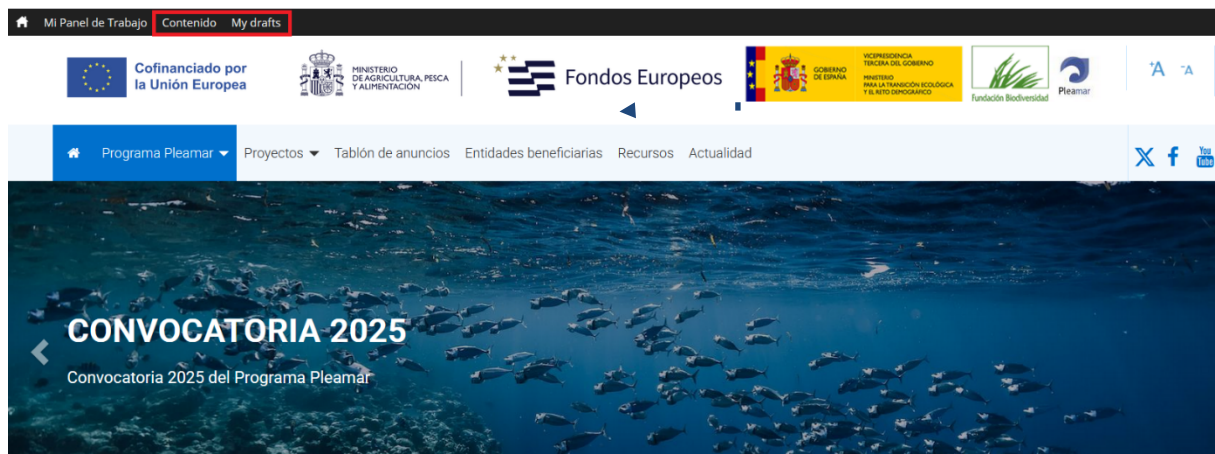 Mi Panel de Trabajo Contenido My drafts
Cofinanciado por
la Unión Europea
MINISTERIO
DE AGRICULTURA, PESCA
Y ALIMENTACIÓN
Fondos Europeos
GOBIERNO
DE ESPAÑA
VICEPRESIDENCIA
TERCERA DEL GOBIERNO
MINISTERIO
PARA LA TRANSICIÓN ECOLÓGICA
Y EL RETO DEMOGRÁFICO
Fundación Biodiversidad
Pleamar
+A -A
Programa Pleamar Proyectos Tablón de anuncios Entidades beneficiarias Recursos Actualidad
You
Tube
CONVOCATORIA 2025
Convocatoria 2025 del Programa Pleamar